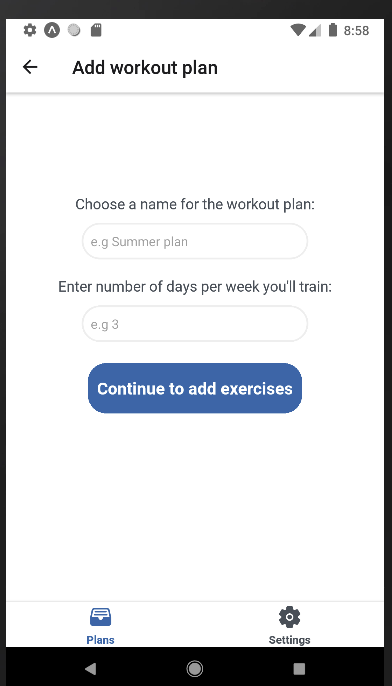 8:58
Add workout plan
Choose a name for the workout plan:
e.g Summer plan
Enter number of days per week you'll train:
e.g 3
Continue to add exercises
Plans
Settings